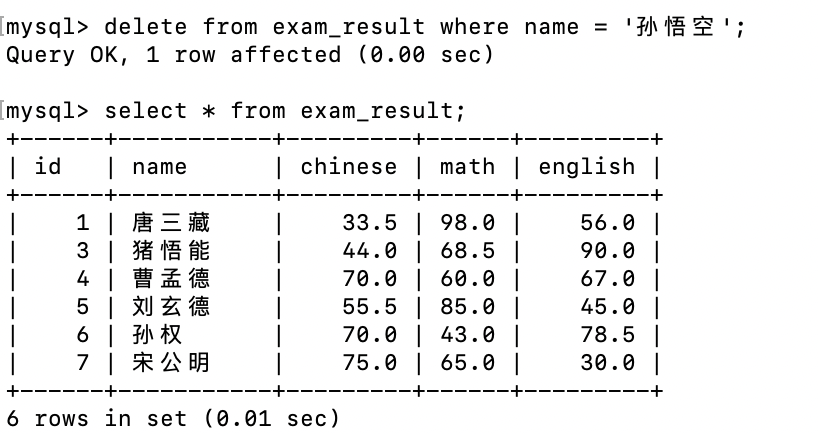 mysql> delete from exam_result where name = '孙悟空';
Query OK, 1 row affected (0.00 sec)
mysql> select * from exam_result;
+------+-----------+---------+------+---------+
| id   | name      | chinese | math | english |
+------+-----------+---------+------+---------+
|    1 | 唐三藏    |    33.5 | 98.0 |    56.0 |
|    3 | 猪悟能    |    44.0 | 68.5 |    90.0 |
|    4 | 曹孟德    |    70.0 | 60.0 |    67.0 |
|    5 | 刘玄德    |    55.5 | 85.0 |    45.0 |
|    6 | 孙权      |    70.0 | 43.0 |    78.5 |
|    7 | 宋公明    |    75.0 | 65.0 |    30.0 |
+------+-----------+---------+------+---------+
6 rows in set (0.01 sec)